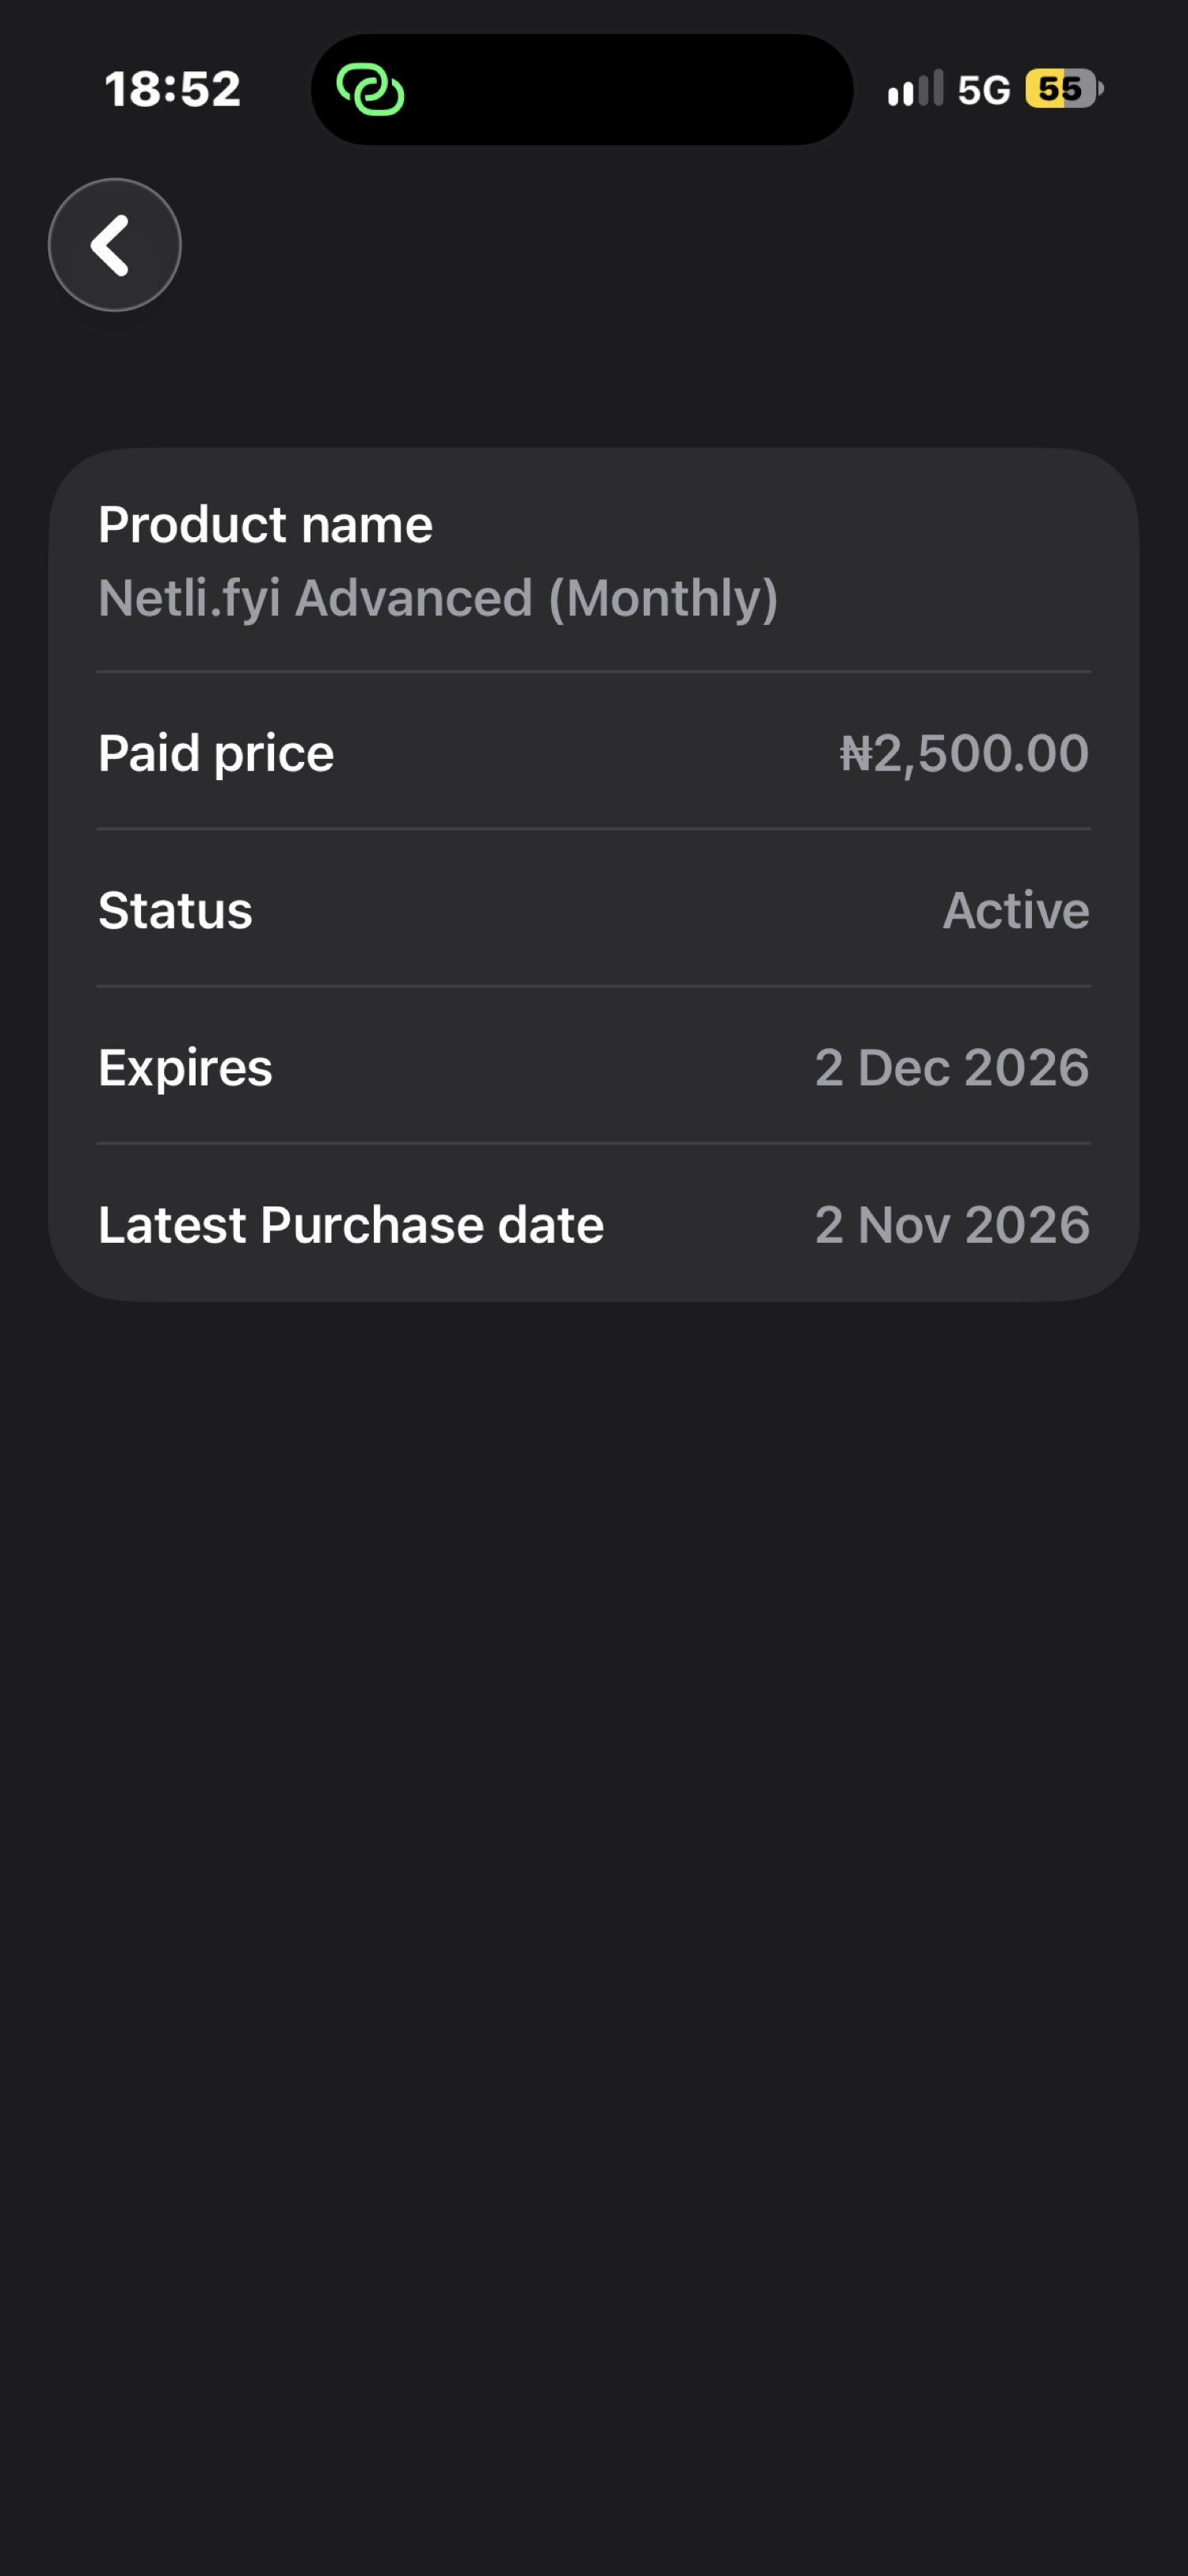 18:52
5G
55
Product name
Netli.fyi Advanced (Monthly)
Paid price
₦2,500.00
Status
Active
Expires
2 Dec 2026
Latest Purchase date
2 Nov 2026